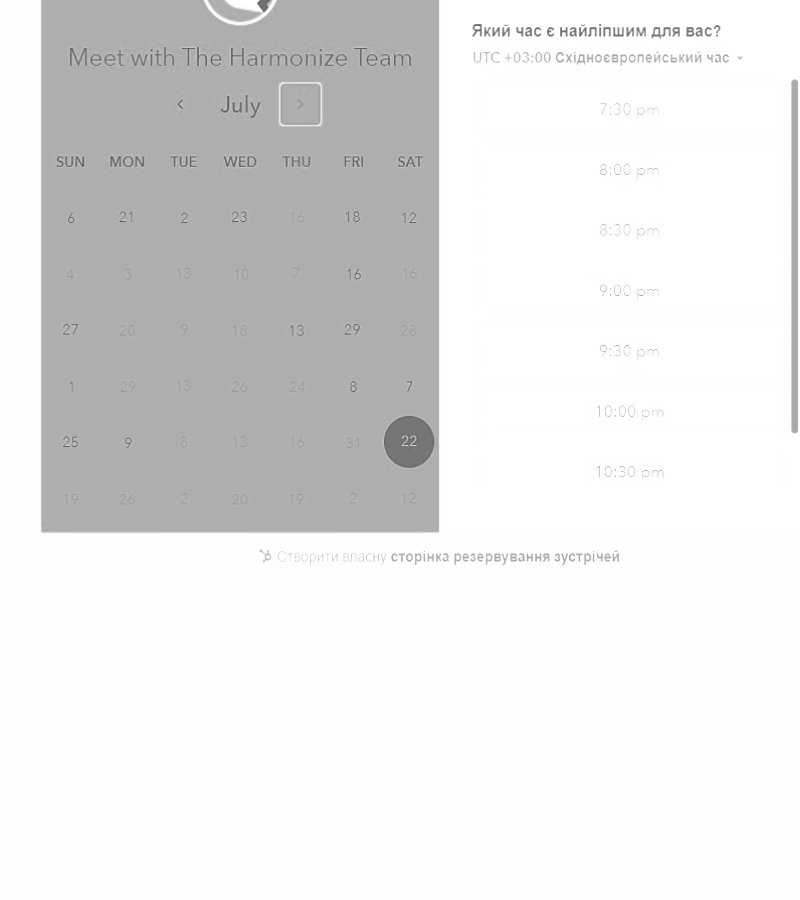 Meet with The Harmonize Team
July
SUN MON TUE WED THU FRI SAT
6 21 2 23 16 18 12
4 3 13 10 7 16 16
27 20 9 18 13 29 28
1 29 13 26 24 8 7
25 9 8 13 16 31 22
19 26 2 20 19 2 12
Який час є найліпшим для вас?
UTC +03:00 Східноєвропейський час
7:30 pm
8:00 pm
8:30 pm
9:00 pm
9:30 pm
10:00 pm
10:30 pm
Створити власну сторінка резервування зустрічей